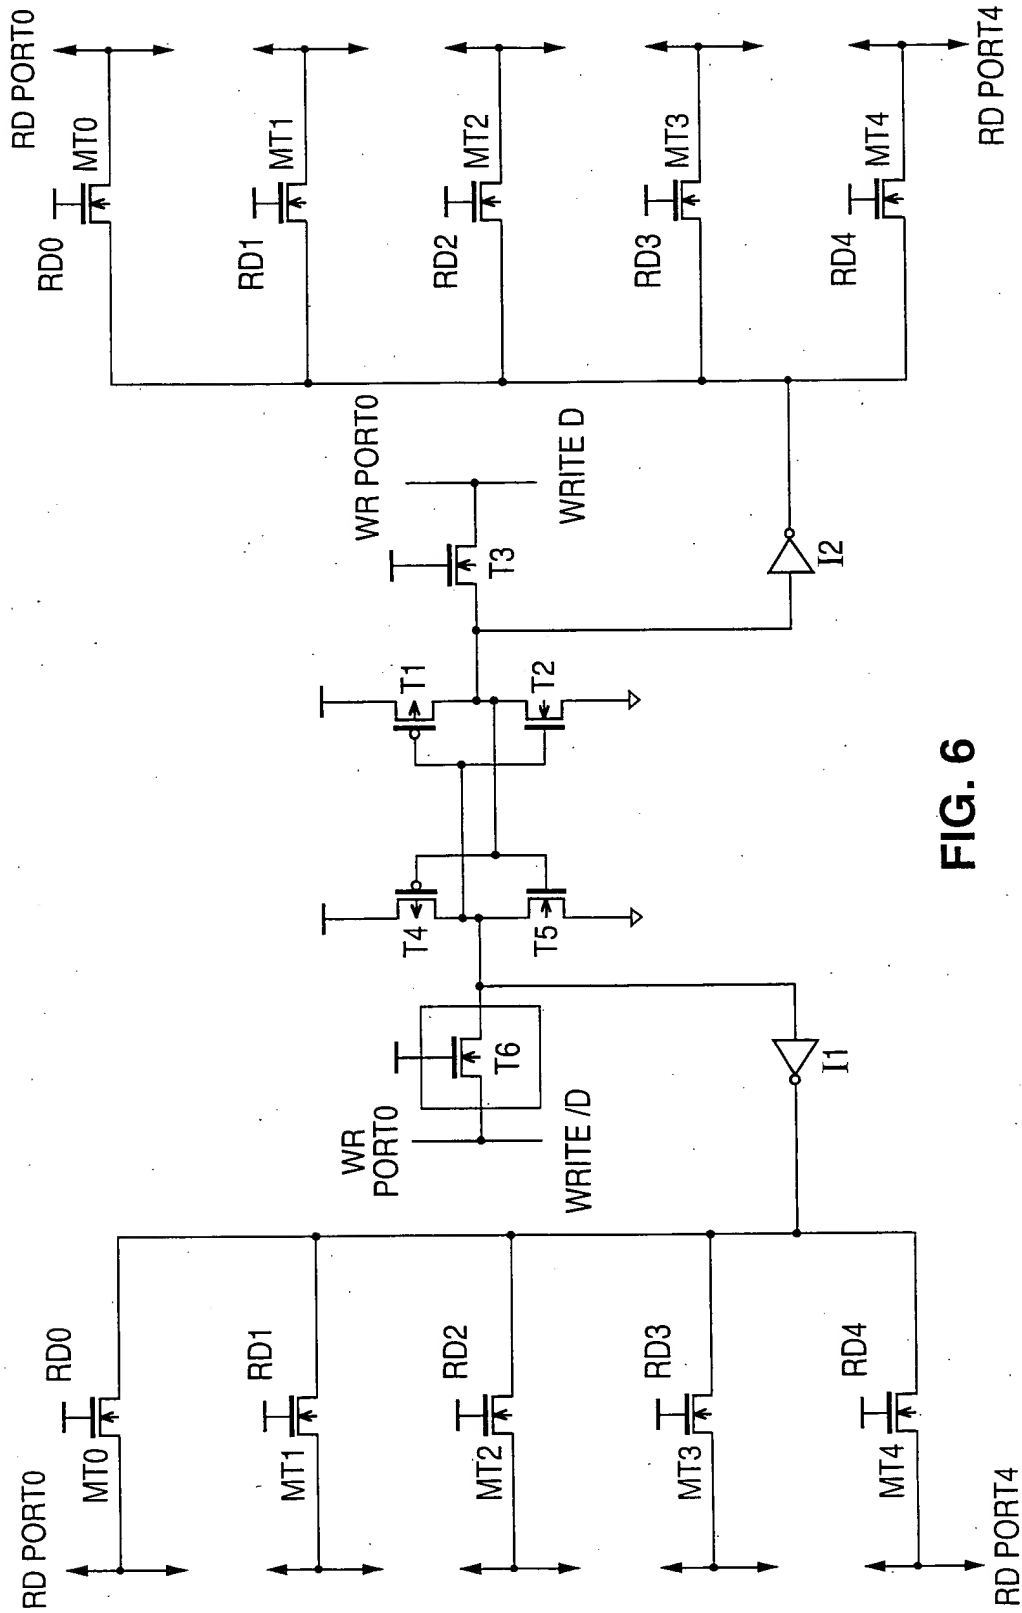 RD PORT0
RD0
MT0
RD1
MT1
RD2
MT2
RD3
MT3
RD4
MT4
RD PORT4
WR
PORT0
T6
WRITE /D
I1
T4
T5
T1
T2
WR PORT0
T3
WRITE D
I2
RD PORT0
RD0
MT0
RD1
MT1
RD2
MT2
RD3
MT3
RD4
MT4
RD PORT4
FIG. 6